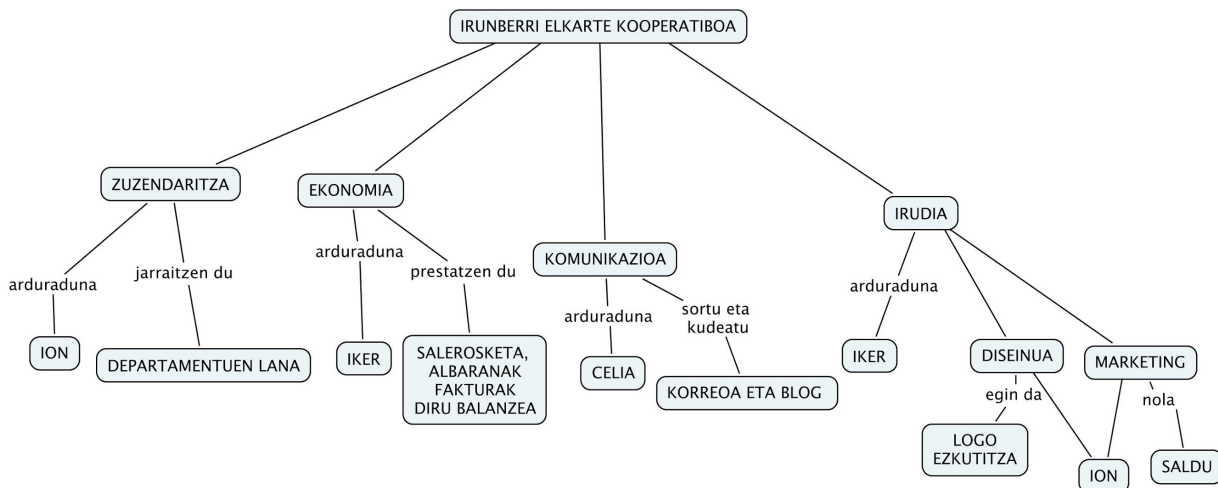 IRUNBERRI ELKARTE KOOPERATIBOA
ZUZENDARITZA
arduraduna
ION
jarraitzen du
DEPARTAMENTUEN LANA
EKONOMIA
arduraduna
IKER
prestatzen du
SALEROSKETA,
ALBARANAK
FAKTURAK
DIRU BALANZEA
KOMUNIKAZIOA
arduraduna
CELIA
sortu eta
kudeatu
KORREOA ETA BLOG
IRUDIA
arduraduna
IKER
DISEINUA
egin da
LOGO
EZKUTITZA
MARKETING
nola
ION
SALDU